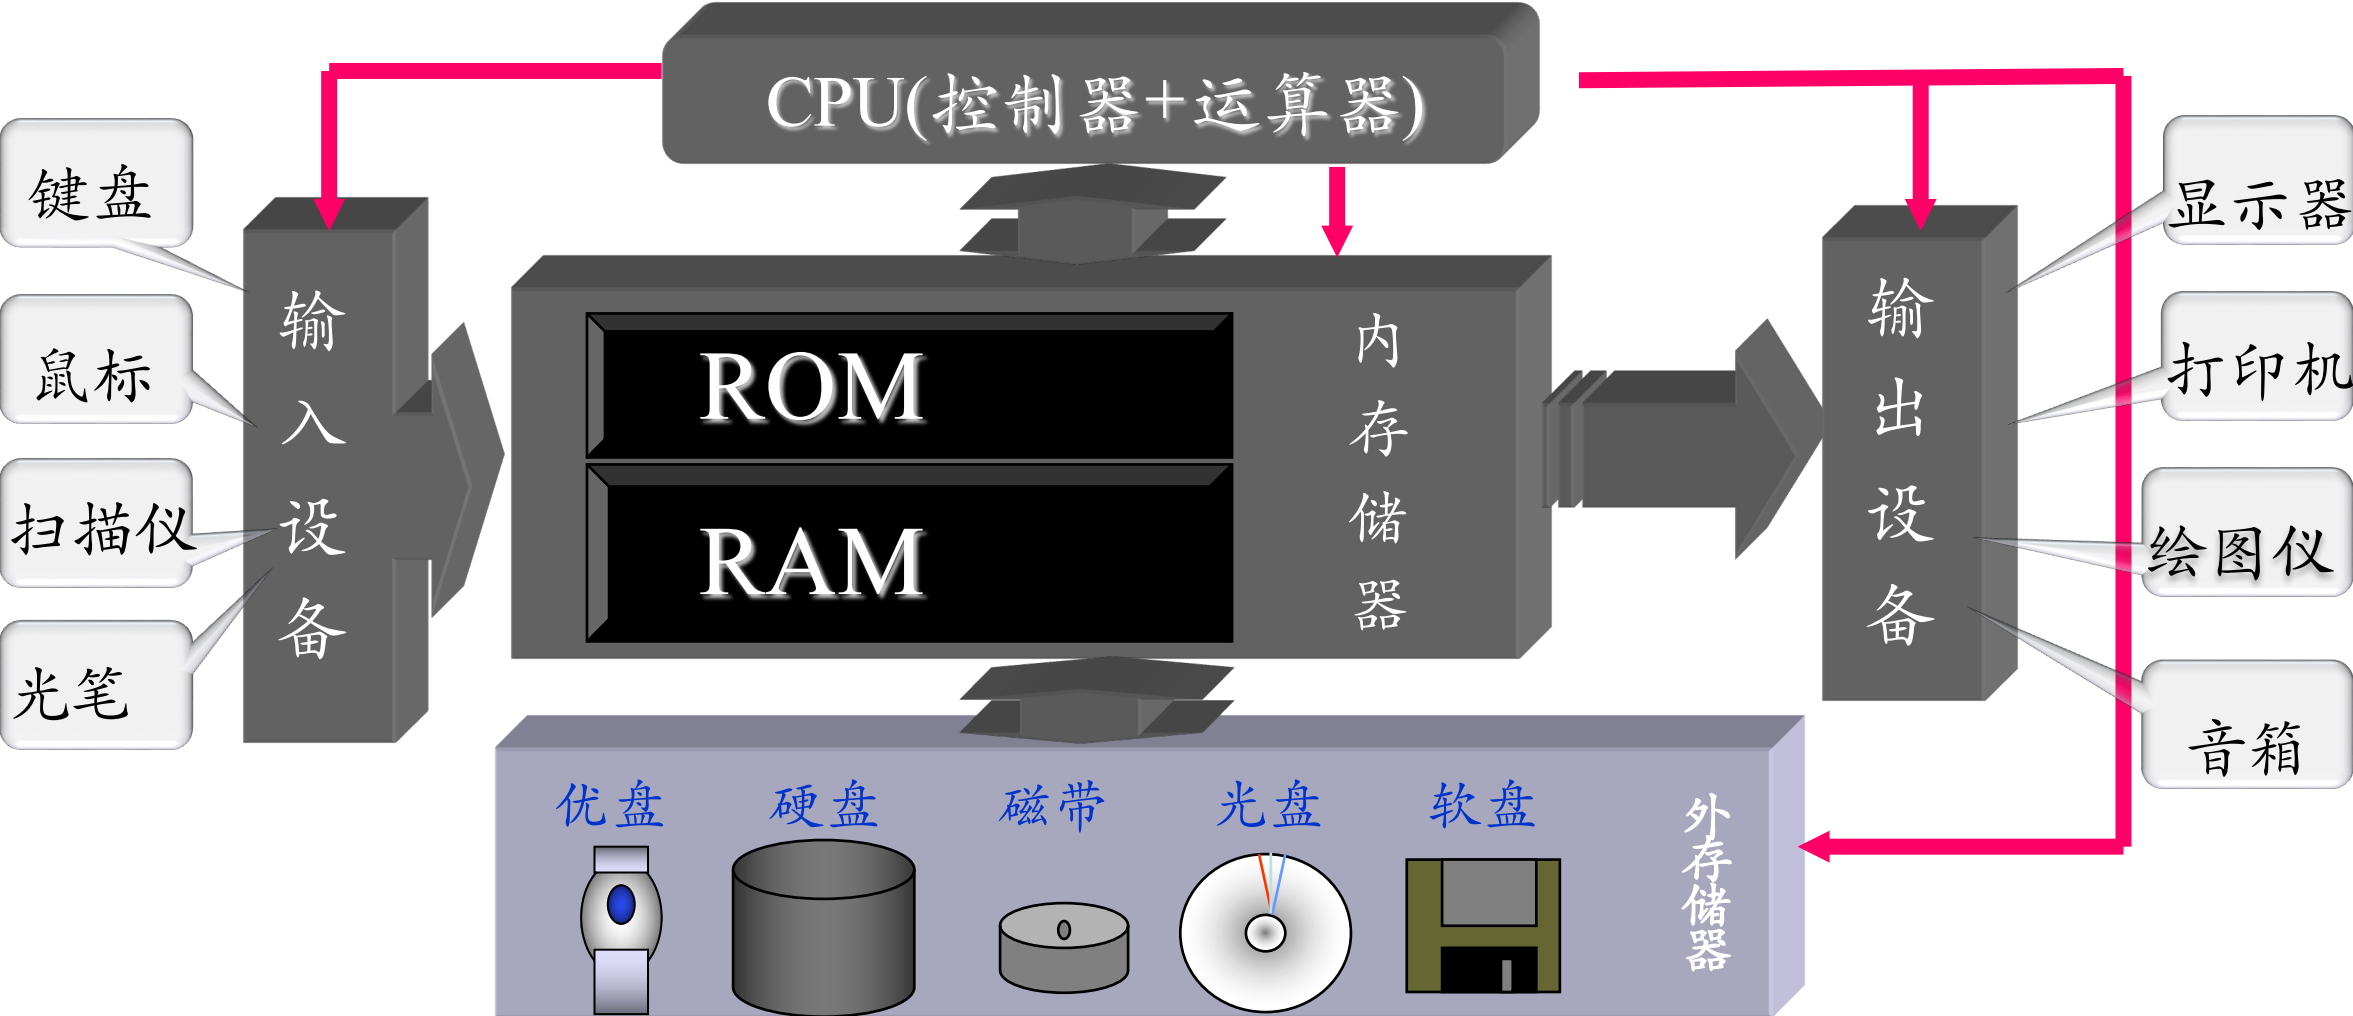 CPU(控制器+运算器)
键盘
鼠标
扫描仪
光笔
输入设备
ROM
RAM
内存储器
输出设备
显示器
打印机
绘图仪
音箱
优盘
硬盘
磁带
光盘
软盘
外存储器